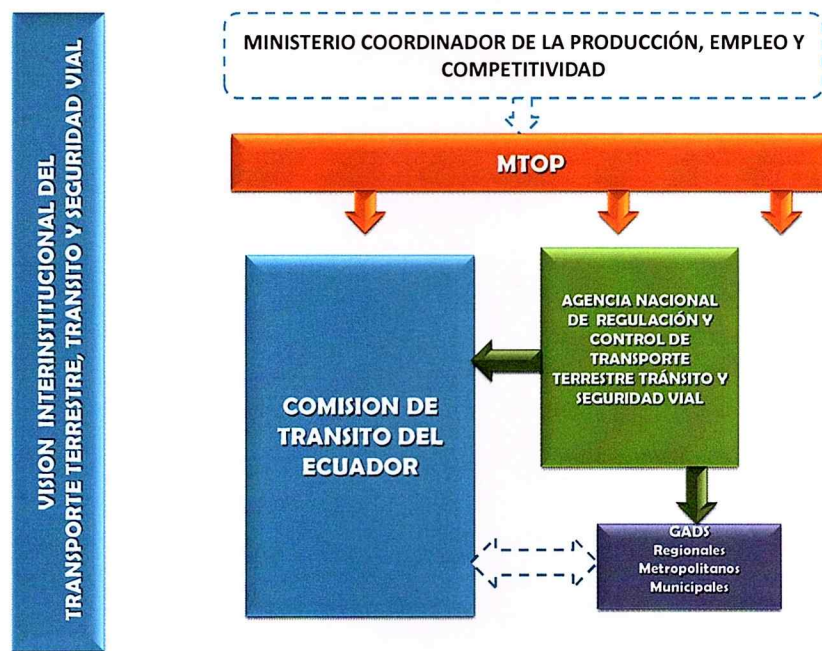 VISION INTERINSTITUCIONAL DEL
TRANSPORTE TERRESTRE, TRANSITO Y SEGURIDAD VIAL
MINISTERIO COORDINADOR DE LA PRODUCCIÓN, EMPLEO Y
COMPETITIVIDAD
MTOP
COMISION DE
TRANSITO DEL
ECUADOR
AGENCIA NACIONAL
DE REGULACIÓN Y
CONTROL DE
TRANSPORTE
TERRESTRE TRÁNSITO Y
SEGURIDAD VIAL
GADS
Regionales
Metropolitanos
Municipales